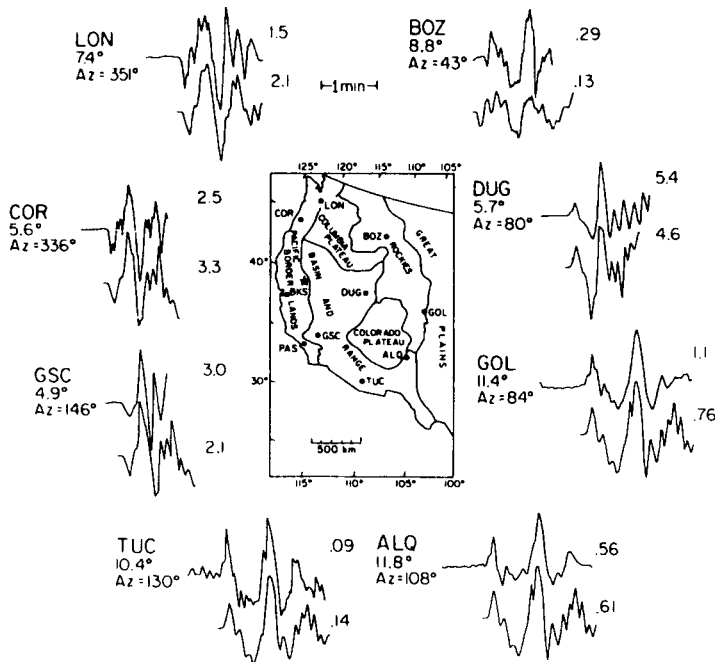 LON
7.4°
Az = 351°
1.5
2.1
1 min
BOZ
8.8°
Az = 43°
.29
.13
COR
5.6°
Az = 336°
2.5
3.3
DUG
5.7°
Az = 80°
5.4
4.6
GSC
4.9°
Az = 146°
3.0
2.1
GOL
11.4°
Az = 84°
1.1
.76
TUC
10.4°
Az = 130°
.09
.14
ALQ
11.8°
Az = 108°
.56
.61
125° 120° 115° 110° 105°
LON
COR
COLUMBIA
PLATEAU
BOZ
ROCKIES
GREAT
PLAINS
PACIFIC
BORDER
LANDS
BASIN
AND
RANGE
40°
BKS
DUG
GOL
COLORADO
PLATEAU
GSC
PAS
ALQ
TUC
30°
500 km
115° 110° 105° 100°